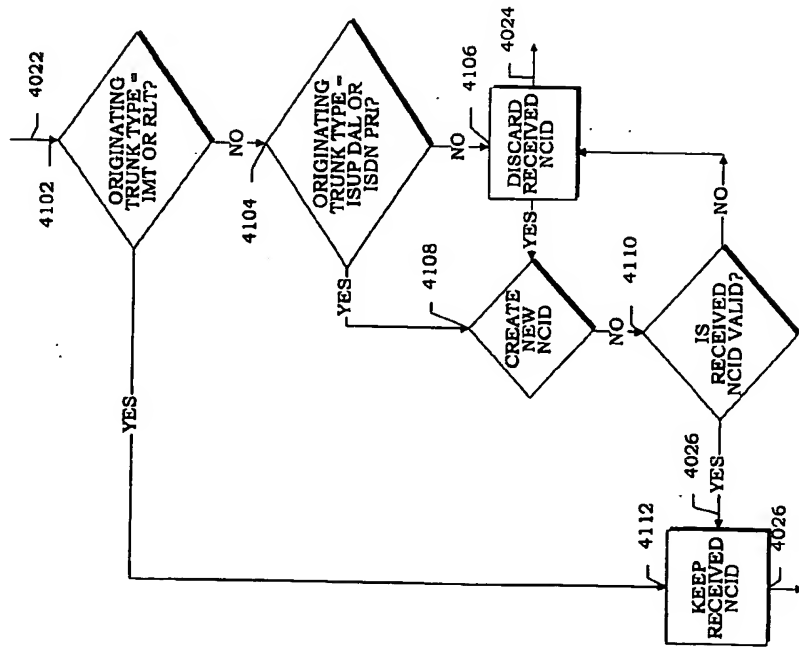 4022
4102
ORIGINATING
TRUNK TYPE =
IMT OR RLT?
YES
NO
4104
ORIGINATING
TRUNK TYPE =
ISUP DAL OR
ISDN PRI?
YES
NO
4106
4024
DISCARD
RECEIVED
NCID
YES
4108
CREATE
NEW
NCID
NO
4110
IS
RECEIVED
NCID VALID?
NO
YES
4026
4112
KEEP
RECEIVED
NCID
4026